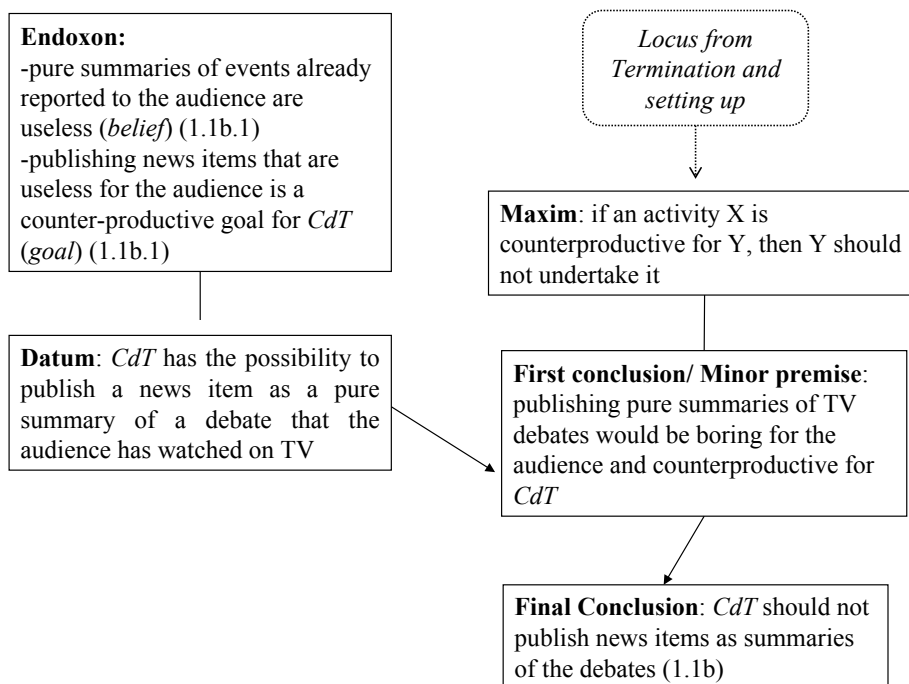 Endoxon:
-pure summaries of events already
reported to the audience are
useless (belief) (1.1b.1)
-publishing news items that are
useless for the audience is a
counter-productive goal for CdT
(goal) (1.1b.1)
Datum: CdT has the possibility to
publish a news item as a pure
summary of a debate that the
audience has watched on TV
Locus from
Termination and
setting up
Maxim: if an activity X is
counterproductive for Y, then Y should
not undertake it
First conclusion/ Minor premise:
publishing pure summaries of TV
debates would be boring for the
audience and counterproductive for
CdT
Final Conclusion: CdT should not
publish news items as summaries
of the debates (1.1b)